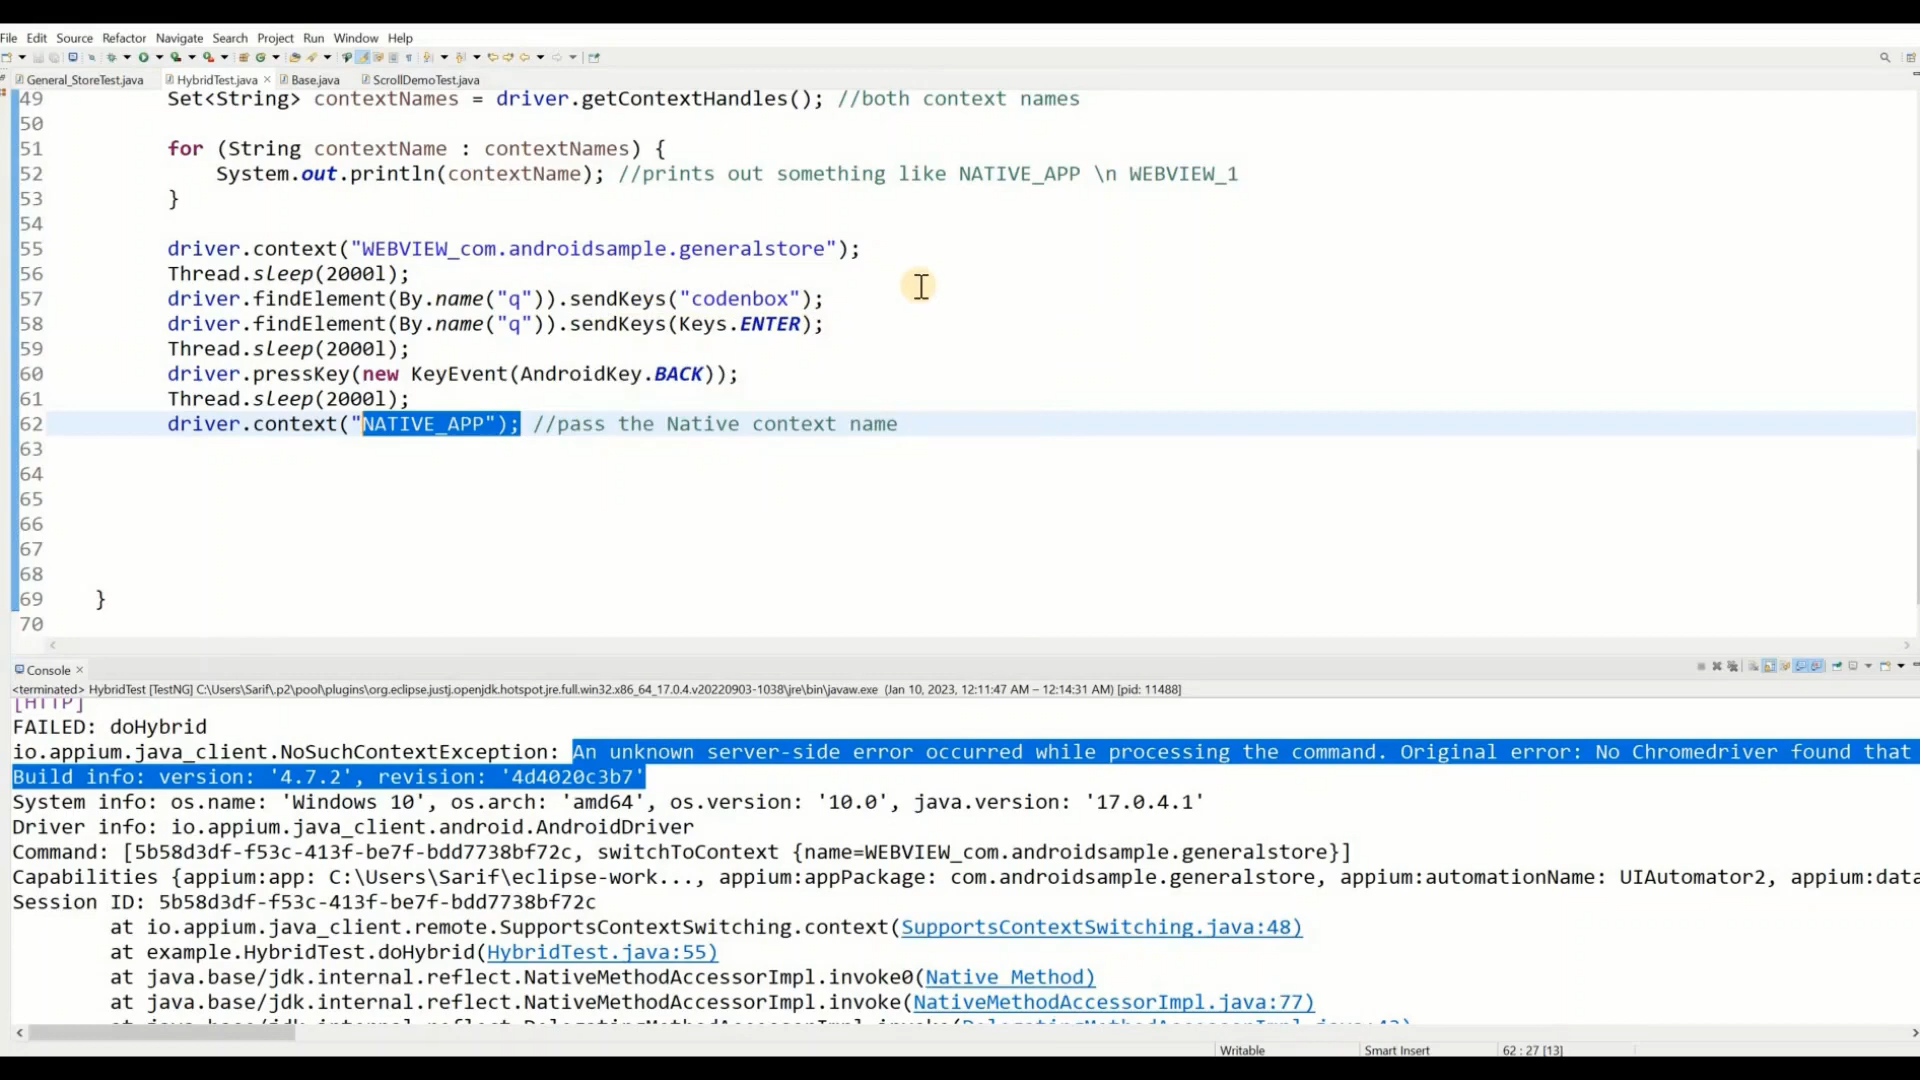 File Edit Source Refactor Navigate Search Project Run Window Help
General_StoreTest.java HybridTest.java Base.java ScrollDemoTest.java
49 Set<String> contextNames = driver.getContextHandles(); //both context names
50
51 for (String contextName : contextNames) {
52 System.out.println(contextName); //prints out something like NATIVE_APP \n WEBVIEW_1
53 }
54
55 driver.context("WEBVIEW_com.androidsample.generalstore");
56 Thread.sleep(2000l);
57 driver.findElement(By.name("q")).sendKeys("codenbox");
58 driver.findElement(By.name("q")).sendKeys(Keys.ENTER);
59 Thread.sleep(2000l);
60 driver.pressKey(new KeyEvent(AndroidKey.BACK));
61 Thread.sleep(2000l);
62 driver.context("NATIVE_APP"); //pass the Native context name
63
64
65
66
67
68
69 }
70
Console
<terminated> HybridTest [TestNG] C:\Users\Sarif\.p2\pool\plugins\org.eclipse.justj.openjdk.hotspot.jre.full.win32.x86_64_17.0.4.v20220903-1038\jre\bin\javaw.exe (Jan 10, 2023, 12:11:47 AM – 12:14:31 AM) [pid: 11488]
[HTTP]
FAILED: doHybrid
io.appium.java_client.NoSuchContextException: An unknown server-side error occurred while processing the command. Original error: No Chromedriver found that
Build info: version: '4.7.2', revision: '4d4020c3b7'
System info: os.name: 'Windows 10', os.arch: 'amd64', os.version: '10.0', java.version: '17.0.4.1'
Driver info: io.appium.java_client.android.AndroidDriver
Command: [5b58d3df-f53c-413f-be7f-bdd7738bf72c, switchToContext {name=WEBVIEW_com.androidsample.generalstore}]
Capabilities {appium:app: C:\Users\Sarif\eclipse-work..., appium:appPackage: com.androidsample.generalstore, appium:automationName: UIAutomator2, appium:data
Session ID: 5b58d3df-f53c-413f-be7f-bdd7738bf72c
at io.appium.java_client.remote.SupportsContextSwitching.context(SupportsContextSwitching.java:48)
at example.HybridTest.doHybrid(HybridTest.java:55)
at java.base/jdk.internal.reflect.NativeMethodAccessorImpl.invoke0(Native Method)
at java.base/jdk.internal.reflect.NativeMethodAccessorImpl.invoke(NativeMethodAccessorImpl.java:77)
Writable Smart Insert 62 : 27 [13]